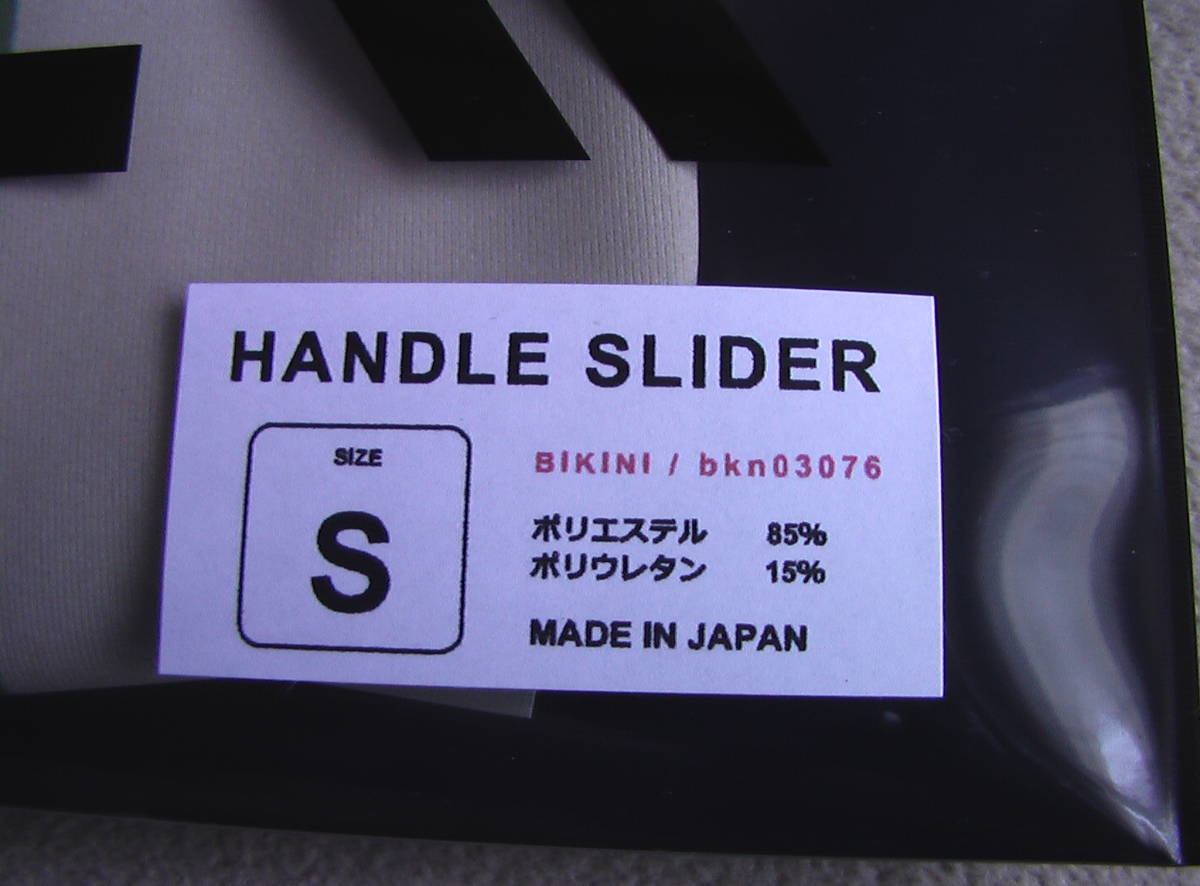 HANDLE SLIDER
SIZE
S
BIKINI / bkn03076
ポリエステル 85%
ポリウレタン 15%
MADE IN JAPAN